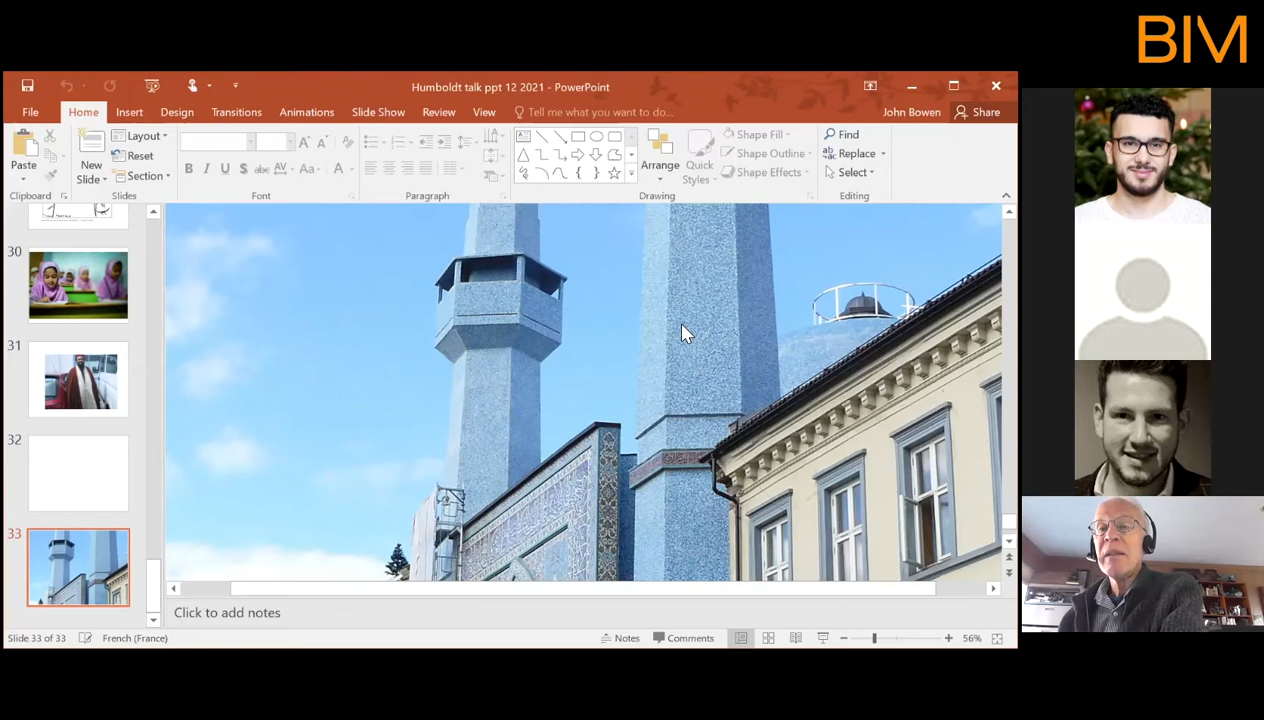 BIM
Humboldt talk ppt 12 2021 - PowerPoint
File Home Insert Design Transitions Animations Slide Show Review View Tell me what you want to do... John Bowen Share
Paste
New Slide
Layout
Reset
Section
B I U S abc AV Aa A
Arrange
Quick Styles
Shape Fill
Shape Outline
Shape Effects
Find
Replace
Select
Clipboard Slides Font Paragraph Drawing Editing
30
31
32
33
Click to add notes
Slide 33 of 33 French (France) Notes Comments 56%